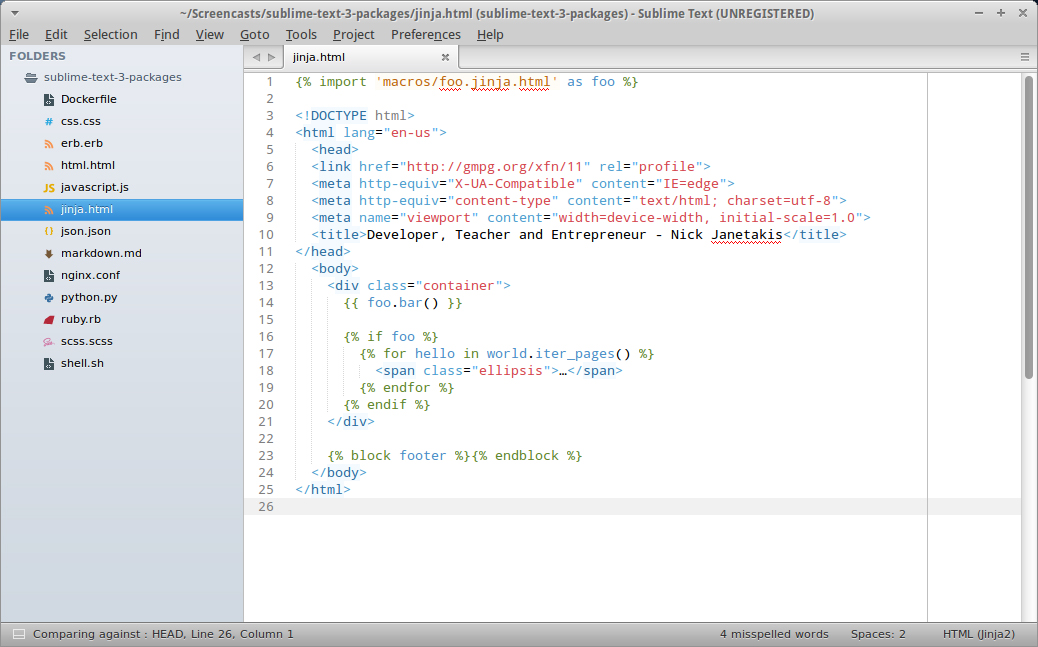 ~/Screencasts/sublime-text-3-packages/jinja.html (sublime-text-3-packages) - Sublime Text (UNREGISTERED)
File Edit Selection Find View Goto Tools Project Preferences Help
FOLDERS
sublime-text-3-packages
Dockerfile
# css.css
erb.erb
html.html
JS javascript.js
jinja.html
{} json.json
markdown.md
nginx.conf
python.py
ruby.rb
scss.scss
shell.sh
jinja.html
1 {% import 'macros/foo.jinja.html' as foo %}
2
3 <!DOCTYPE html>
4 <html lang="en-us">
5 <head>
6 <link href="http://gmpg.org/xfn/11" rel="profile">
7 <meta http-equiv="X-UA-Compatible" content="IE=edge">
8 <meta http-equiv="content-type" content="text/html; charset=utf-8">
9 <meta name="viewport" content="width=device-width, initial-scale=1.0">
10 <title>Developer, Teacher and Entrepreneur - Nick Janetakis</title>
11 </head>
12 <body>
13 <div class="container">
14 {{ foo.bar() }}
15
16 {% if foo %}
17 {% for hello in world.iter_pages() %}
18 <span class="ellipsis">…</span>
19 {% endfor %}
20 {% endif %}
21 </div>
22
23 {% block footer %}{% endblock %}
24 </body>
25 </html>
26
Comparing against : HEAD, Line 26, Column 1
4 misspelled words
Spaces: 2
HTML (Jinja2)